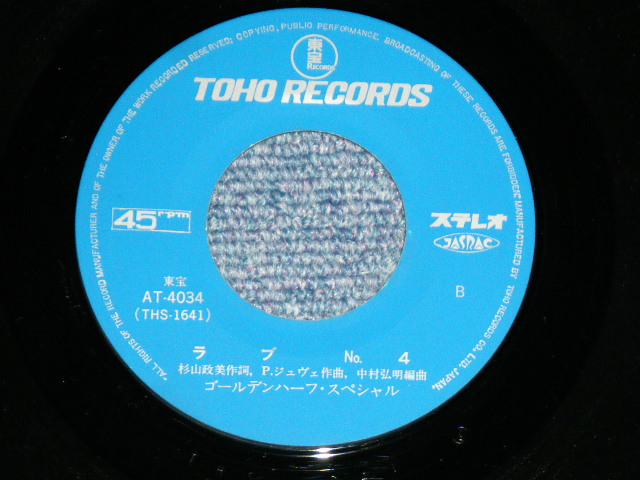 "ALL RIGHTS OF THE RECORD MANUFACTURER AND OF THE OWNER OF THE WORK RECORDED RESERVED; COPYING, PUBLIC PERFORMANCE, BROADCASTING OF THESE RECORDS ARE FORBIDDEN" MANUFACTURED BY TOHO RECORDS CO., LTD. JAPAN.
東宝
RECORDS
TOHO RECORDS
45 rpm
ステレオ
JASRAC
東宝
AT-4034
(THS-1641)
B
ラブ No. 4
杉山政美作詞, P.ジュヴェ作曲, 中村弘明編曲
ゴールデンハーフ・スペシャル